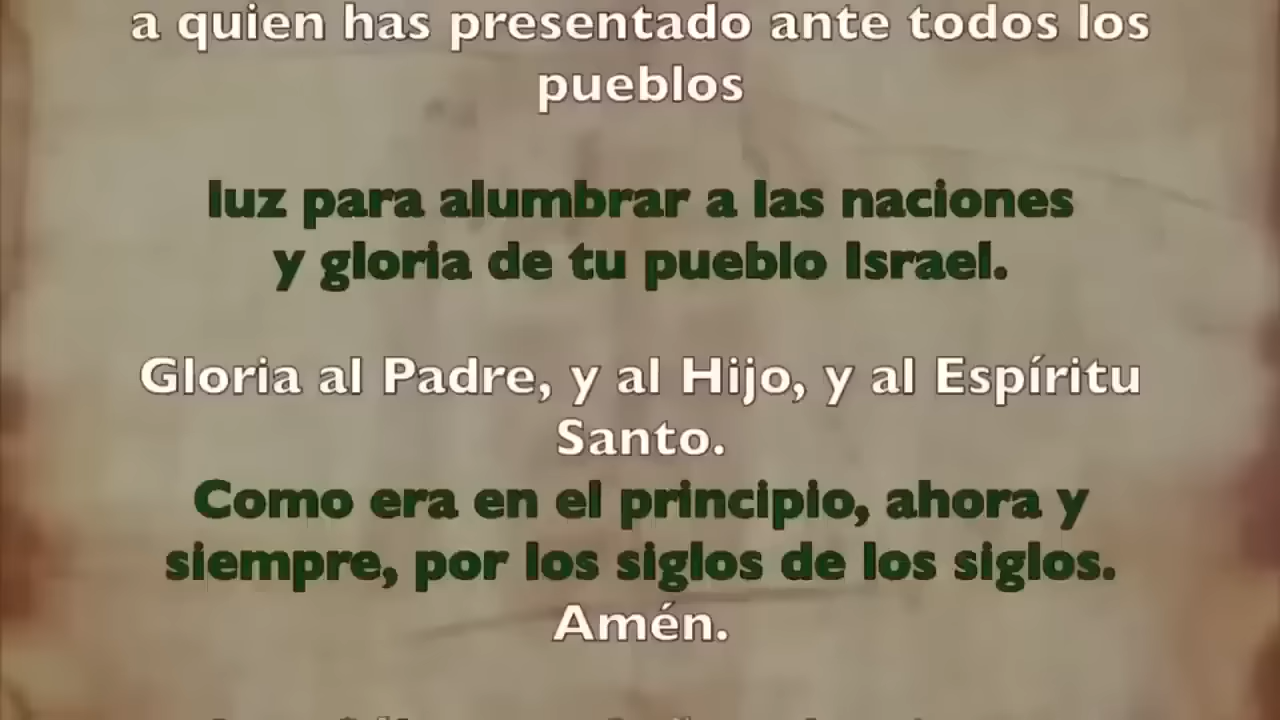 a quien has presentado ante todos los
pueblos
luz para alumbrar a las naciones
y gloria de tu pueblo Israel.
Gloria al Padre, y al Hijo, y al Espíritu
Santo.
Como era en el principio, ahora y
siempre, por los siglos de los siglos.
Amén.